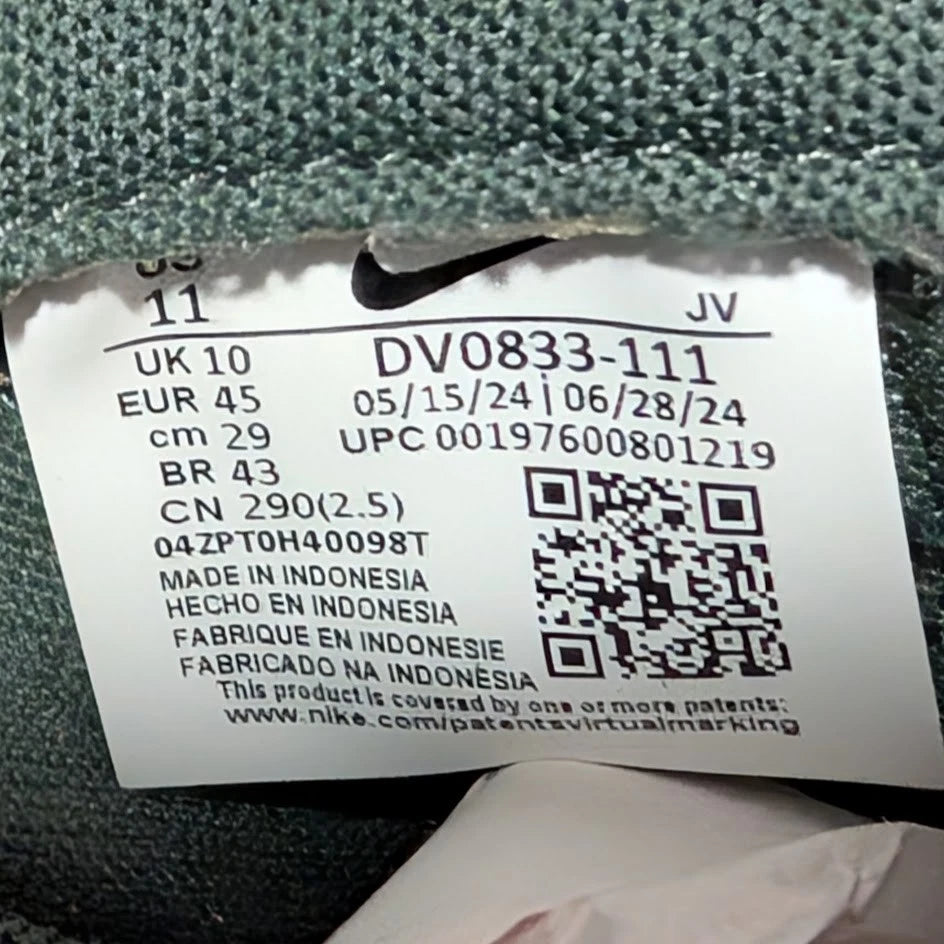 US
11
JV
UK 10
DV0833-111
EUR 45
05/15/24 | 06/28/24
cm 29
UPC 00197600801219
BR 43
CN 290(2.5)
04ZPT0H40098T
MADE IN INDONESIA
HECHO EN INDONESIA
FABRIQUE EN INDONESIE
FABRICADO NA INDONÉSIA
This product is covered by one or more patents:
www.nike.com/patentsvirtualmarking